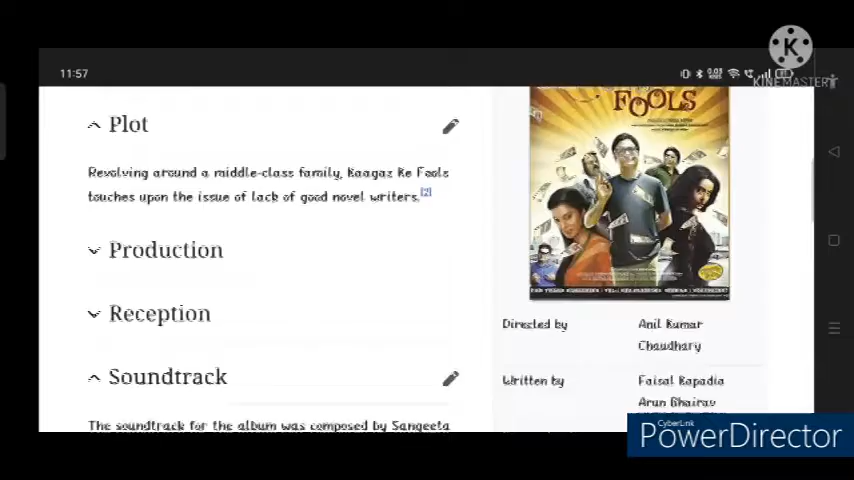 11:57
KINEMASTER
Plot
Revolving around a middle-class family, Kaagaz Ke Fools
touches upon the issue of lack of good novel writers.[2]
Production
Reception
Soundtrack
The soundtrack for the album was composed by Sangeeta
FOOLS
Directed by
Anil Kumar
Chaudhary
Written by
Faisal Kapadia
Arun Bhairav
CyberLink
PowerDirector